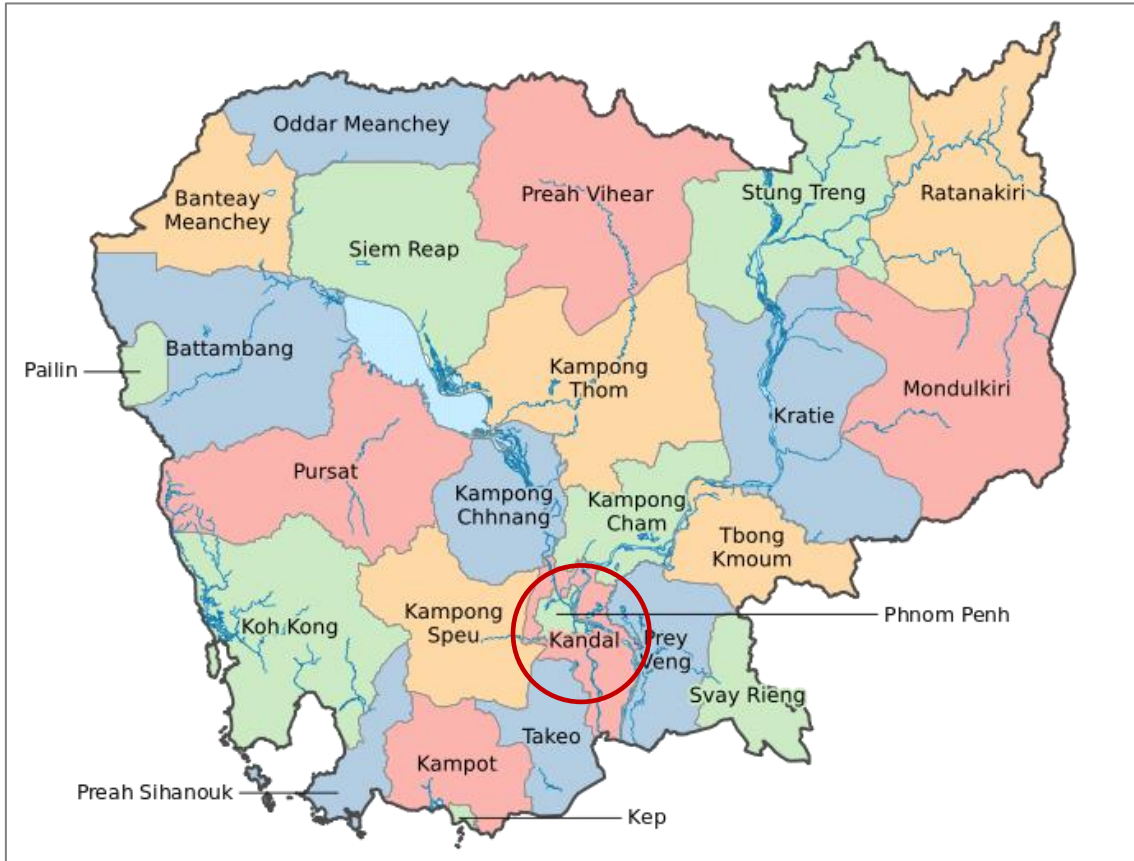 Oddar Meanchey
Preah Vihear
Stung Treng
Ratanakiri
Banteay
Meanchey
Siem Reap
Battambang
Pailin
Kampong
Thom
Mondulkiri
Kratie
Pursat
Kampong
Chhnang
Kampong
Cham
Tbong
Kmoum
Koh Kong
Kampong
Speu
Kandal
Phnom Penh
Prey
Veng
Svay Rieng
Takeo
Kampot
Preah Sihanouk
Kep